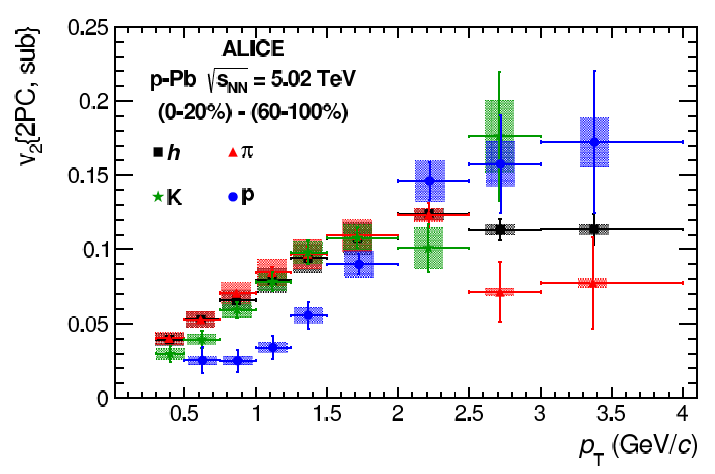 v₂{2PC, sub}
0.25
0.2
0.15
0.1
0.05
0
ALICE
p-Pb √sNN = 5.02 TeV
(0-20%) - (60-100%)
h π
K p
0.5 1 1.5 2 2.5 3 3.5 4
pT (GeV/c)